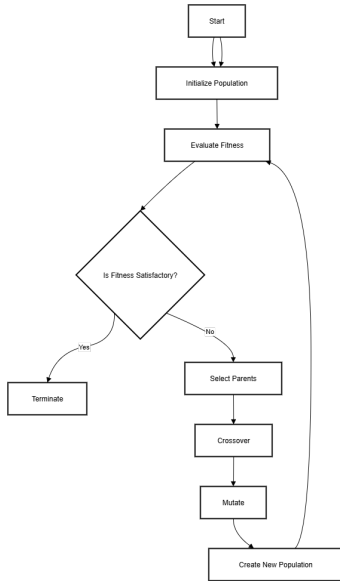 Start
Initialize Population
Evaluate Fitness
Is Fitness Satisfactory?
Yes
No
Terminate
Select Parents
Crossover
Mutate
Create New Population